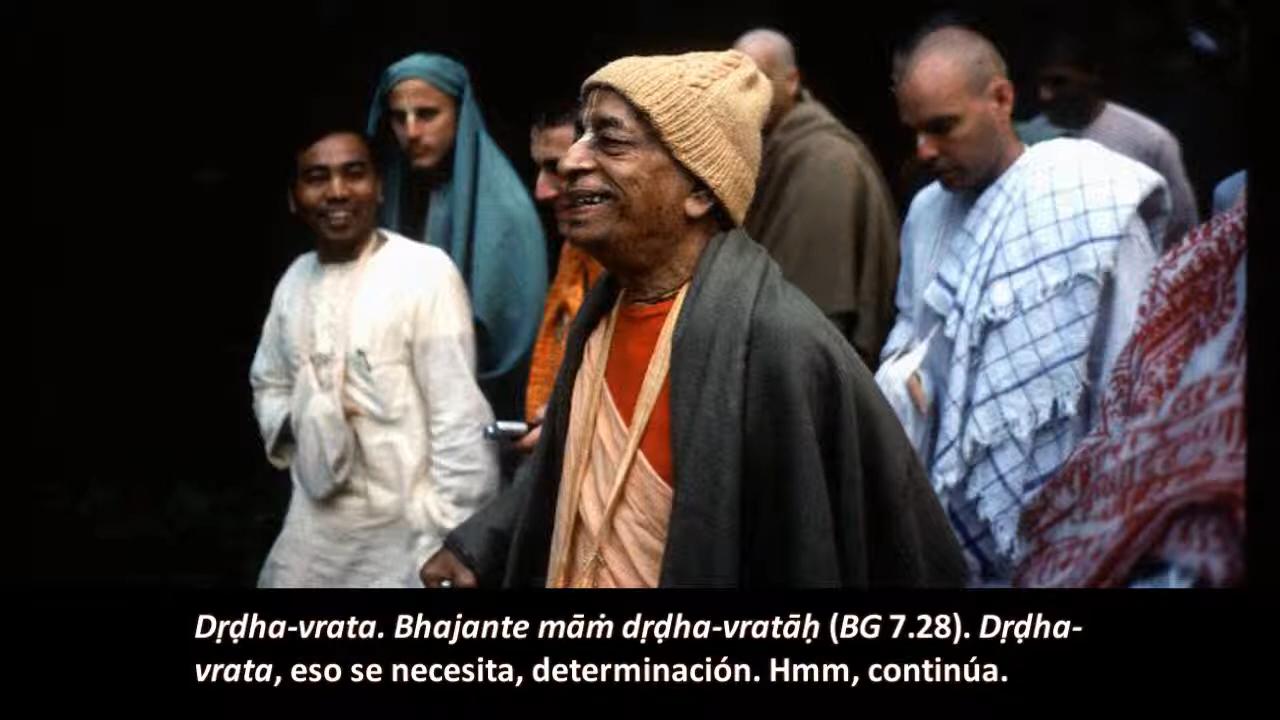 Dṛḍha-vrata. Bhajante māṁ dṛḍha-vratāḥ (BG 7.28). Dṛḍha-
vrata, eso se necesita, determinación. Hmm, continúa.